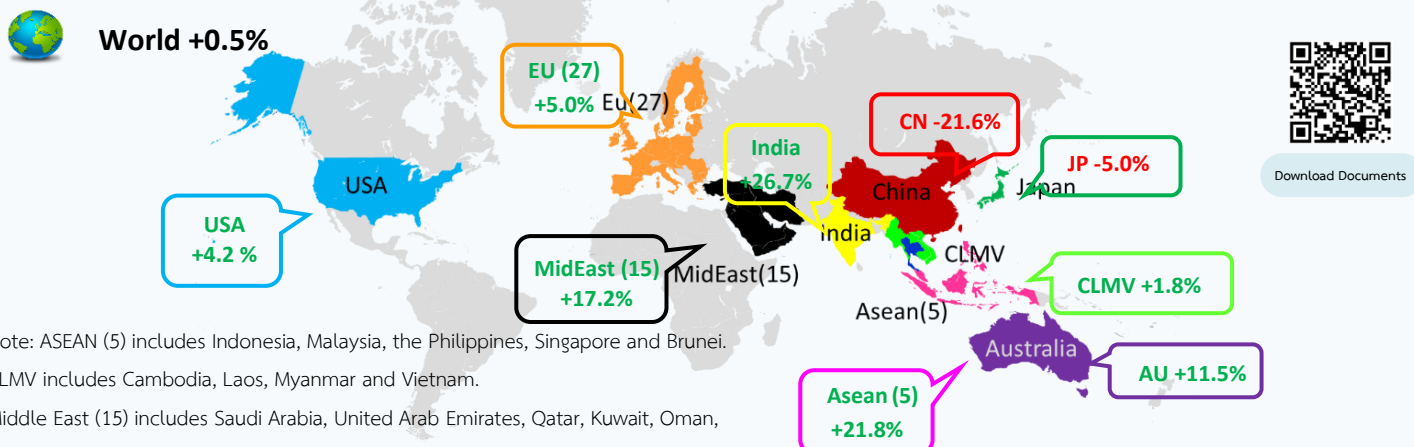 World +0.5%
EU (27)
+5.0%
Eu(27)
CN -21.6%
India
+26.7%
JP -5.0%
Download Documents
USA
China
Japan
USA
+4.2 %
India
CLMV
MidEast (15)
+17.2%
MidEast(15)
CLMV +1.8%
Asean(5)
ote: ASEAN (5) includes Indonesia, Malaysia, the Philippines, Singapore and Brunei.
Australia
LMV includes Cambodia, Laos, Myanmar and Vietnam.
AU +11.5%
Asean (5)
+21.8%
iddle East (15) includes Saudi Arabia, United Arab Emirates, Qatar, Kuwait, Oman,